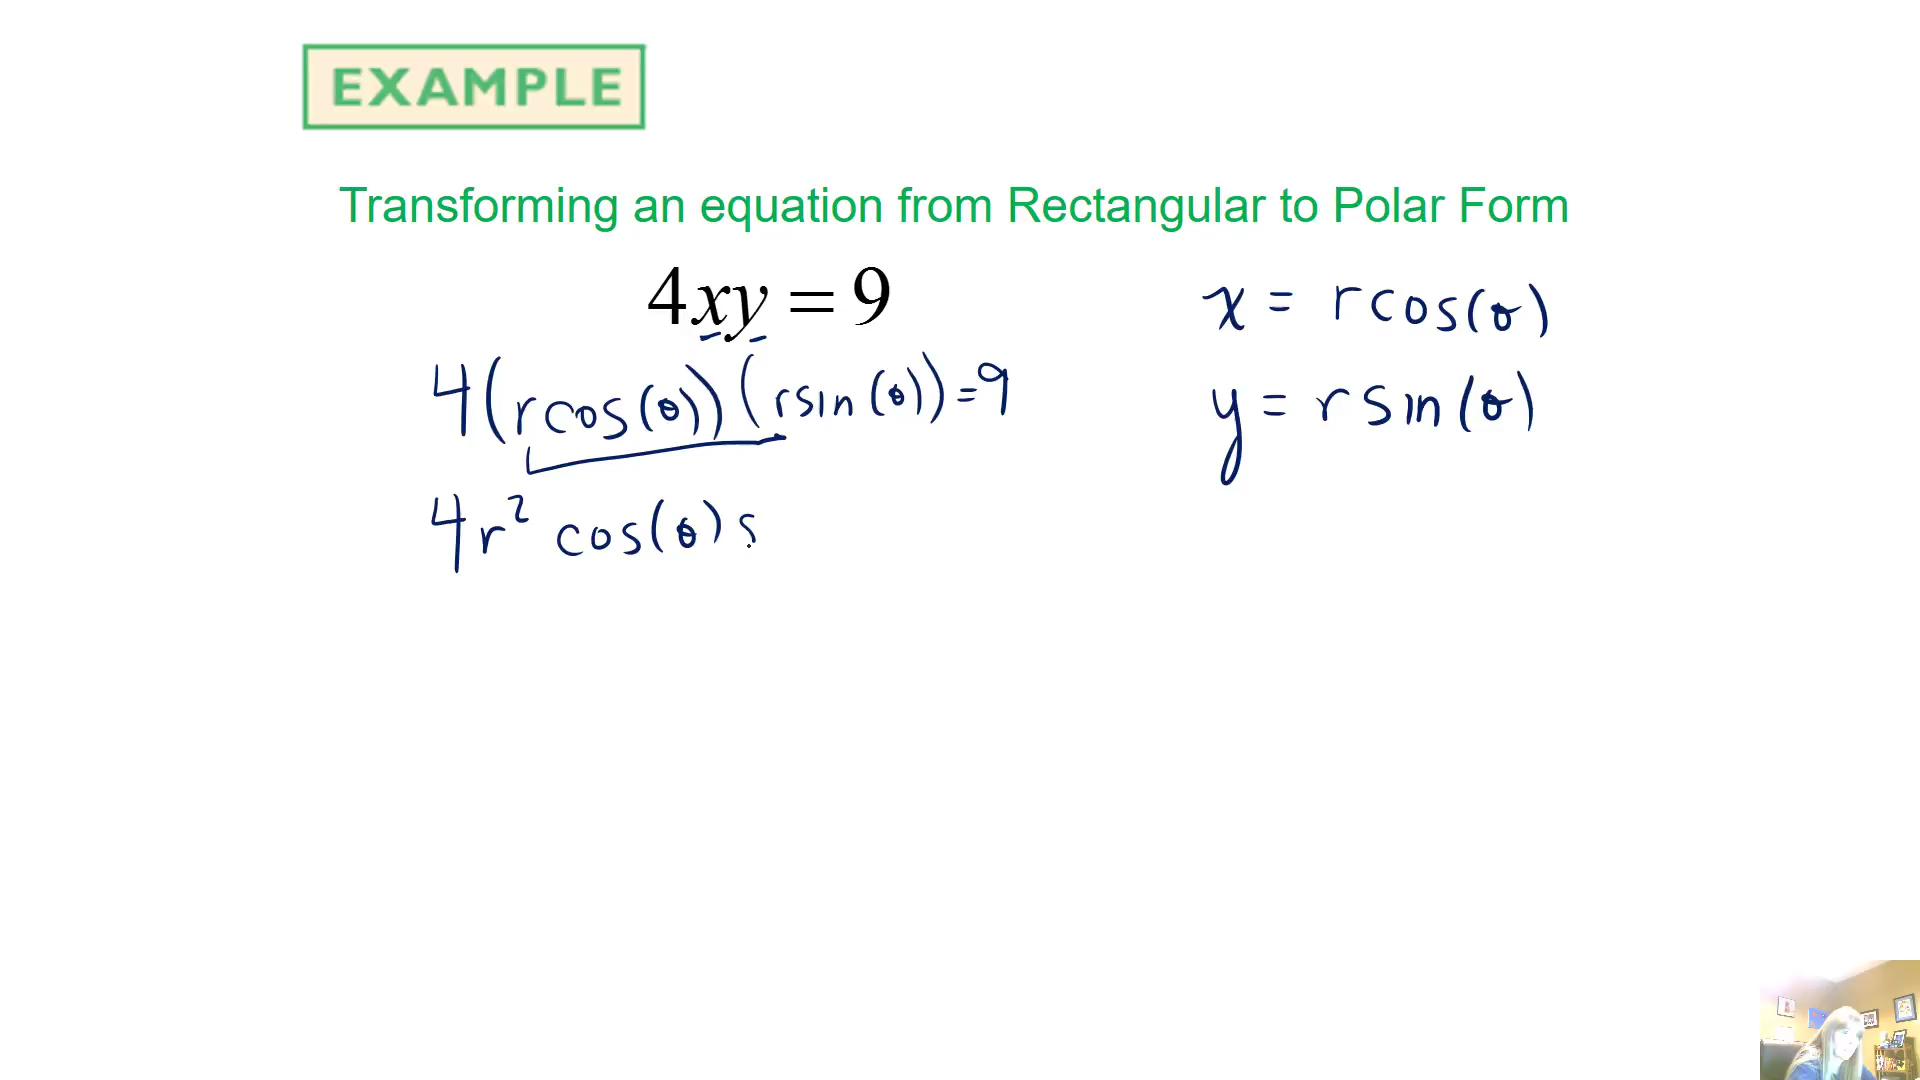 EXAMPLE
Transforming an equation from Rectangular to Polar Form
4xy = 9
4(rcos(θ))(rsin(θ))=9
4r² cos(θ) s
x = rcos(θ)
y = rsin(θ)